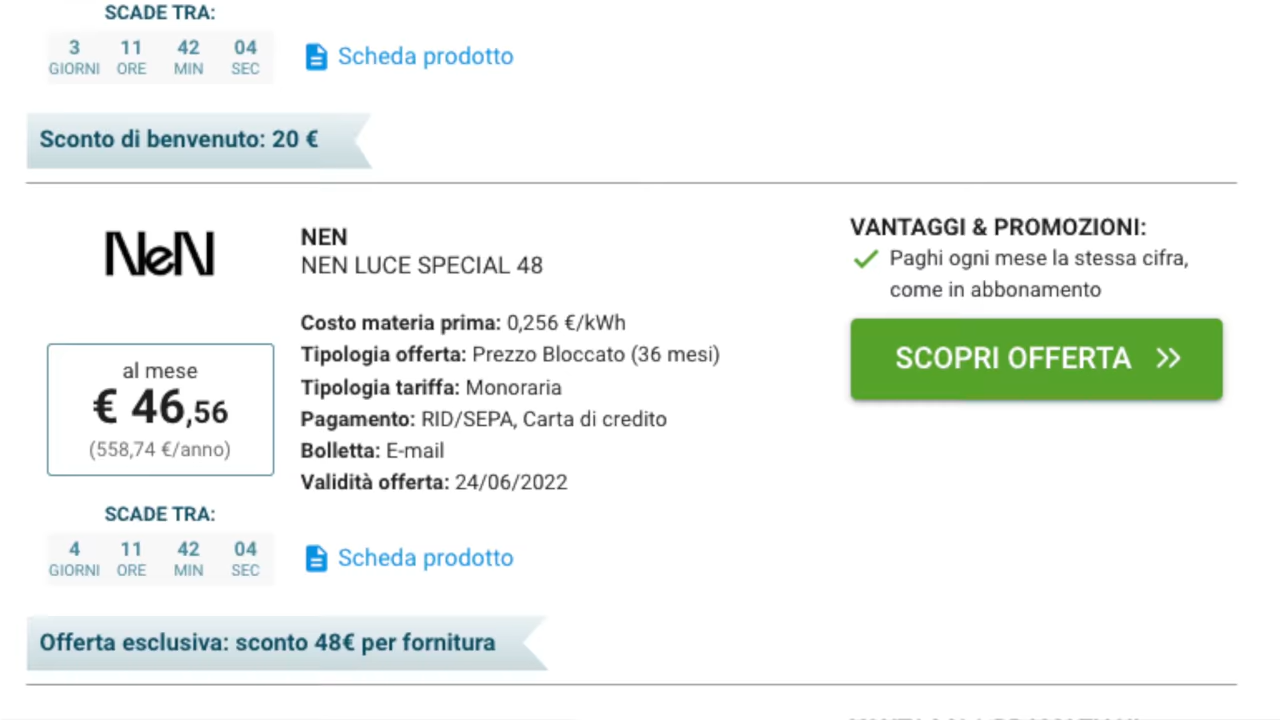 SCADE TRA:
3 11 42 04
GIORNI ORE MIN SEC
Scheda prodotto
Sconto di benvenuto: 20 €
NeN
NEN
NEN LUCE SPECIAL 48
VANTAGGI & PROMOZIONI:
Paghi ogni mese la stessa cifra,
come in abbonamento
SCOPRI OFFERTA
al mese
€ 46,56
(558,74 €/anno)
Costo materia prima: 0,256 €/kWh
Tipologia offerta: Prezzo Bloccato (36 mesi)
Tipologia tariffa: Monoraria
Pagamento: RID/SEPA, Carta di credito
Bolletta: E-mail
Validità offerta: 24/06/2022
SCADE TRA:
4 11 42 04
GIORNI ORE MIN SEC
Scheda prodotto
Offerta esclusiva: sconto 48€ per fornitura